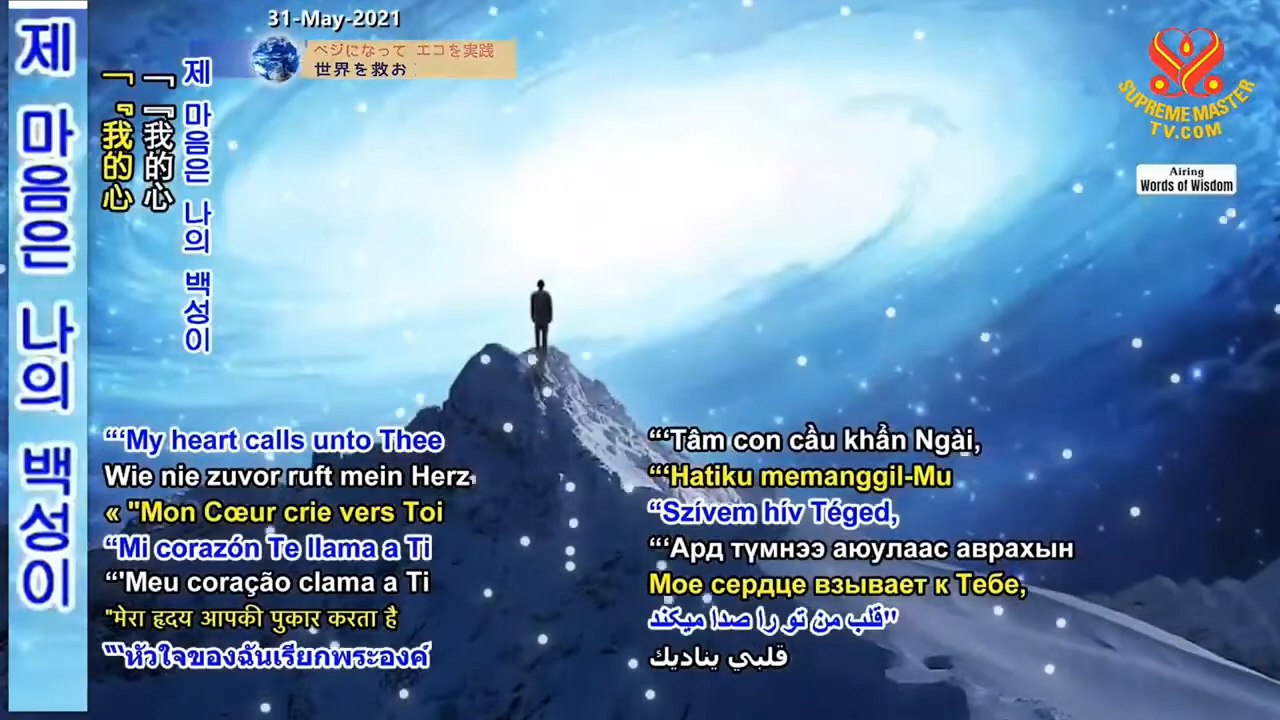 31-May-2021
ベジになって エコを実践
世界を救お
SUPREME MASTER
TV.COM
Airing
Words of Wisdom
제 마음은 나의 백성이
제 마음은 나의 백성이
「『我的心
「『我的心
“‘My heart calls unto Thee
Wie nie zuvor ruft mein Herz
« "Mon Cœur crie vers Toi
“Mi corazón Te llama a Ti
“'Meu coração clama a Ti
"मेरा हृदय आपकी पुकार करता है
“‘หัวใจของฉันเรียกพระองค์
“‘Tâm con cầu khẩn Ngài,
“‘Hatiku memanggil-Mu
“Szívem hív Téged,
“‘Ард түмнээ аюулаас аврахын
Мое сердце взывает к Тебе,
"قلب من تو را صدا میکند
قلبي يناديك